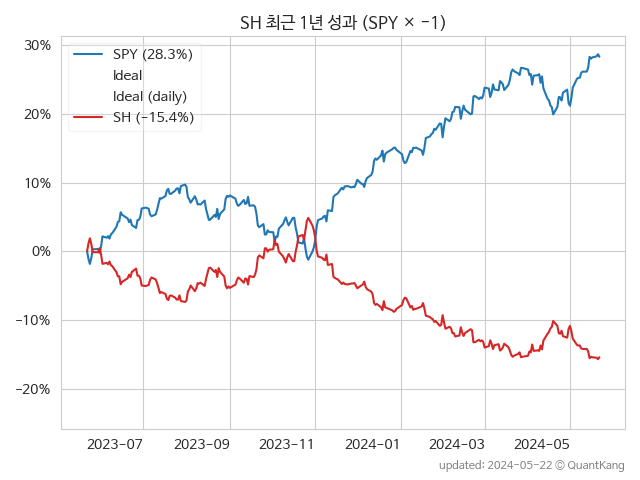 SH 최근 1년 성과 (SPY × −1)
30%
20%
10%
0%
−10%
−20%
SPY (28.3%)
Ideal
Ideal (daily)
SH (−15.4%)
2023-07
2023-09
2023-11
2024-01
2024-03
2024-05
updated: 2024-05-22 © QuantKang